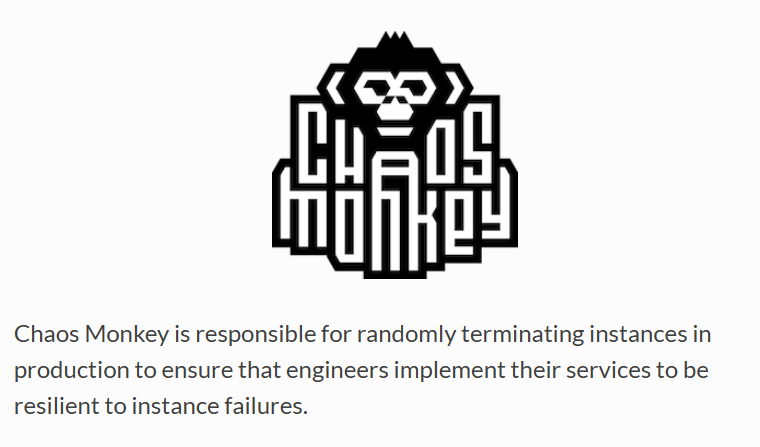 CHAOS
monkey
Chaos Monkey is responsible for randomly terminating instances in
production to ensure that engineers implement their services to be
resilient to instance failures.